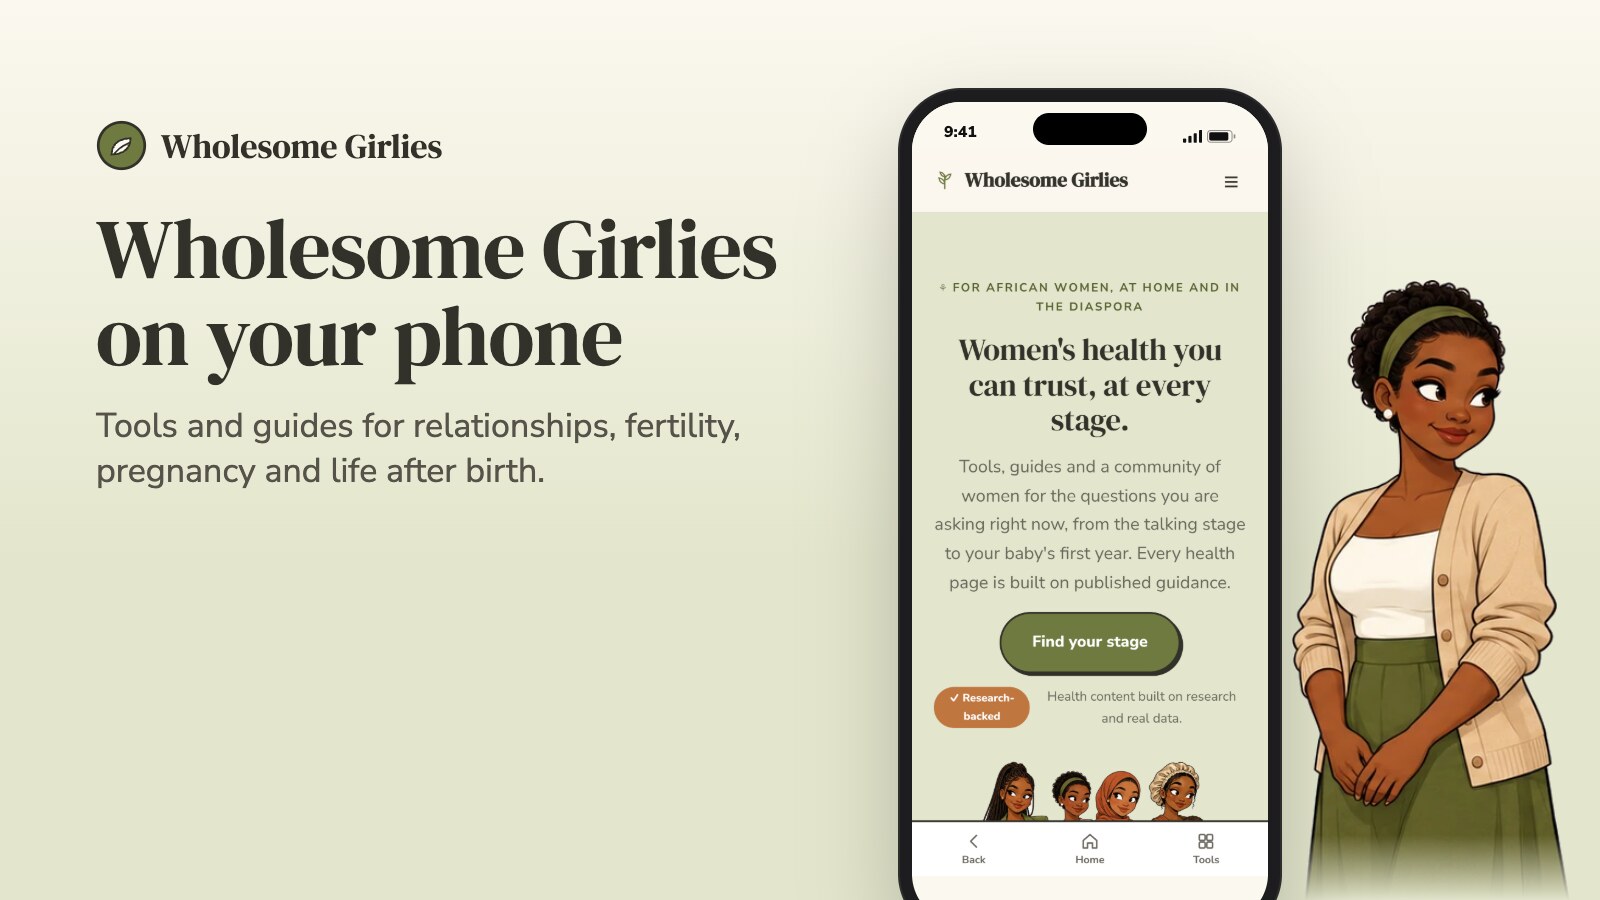 Wholesome Girlies
Wholesome Girlies
on your phone
Tools and guides for relationships, fertility,
pregnancy and life after birth.
9:41
Wholesome Girlies
FOR AFRICAN WOMEN, AT HOME AND IN
THE DIASPORA
Women's health you
can trust, at every
stage.
Tools, guides and a community of
women for the questions you are
asking right now, from the talking stage
to your baby's first year. Every health
page is built on published guidance.
Find your stage
✓ Research-
backed
Health content built on research
and real data.
Back
Home
Tools